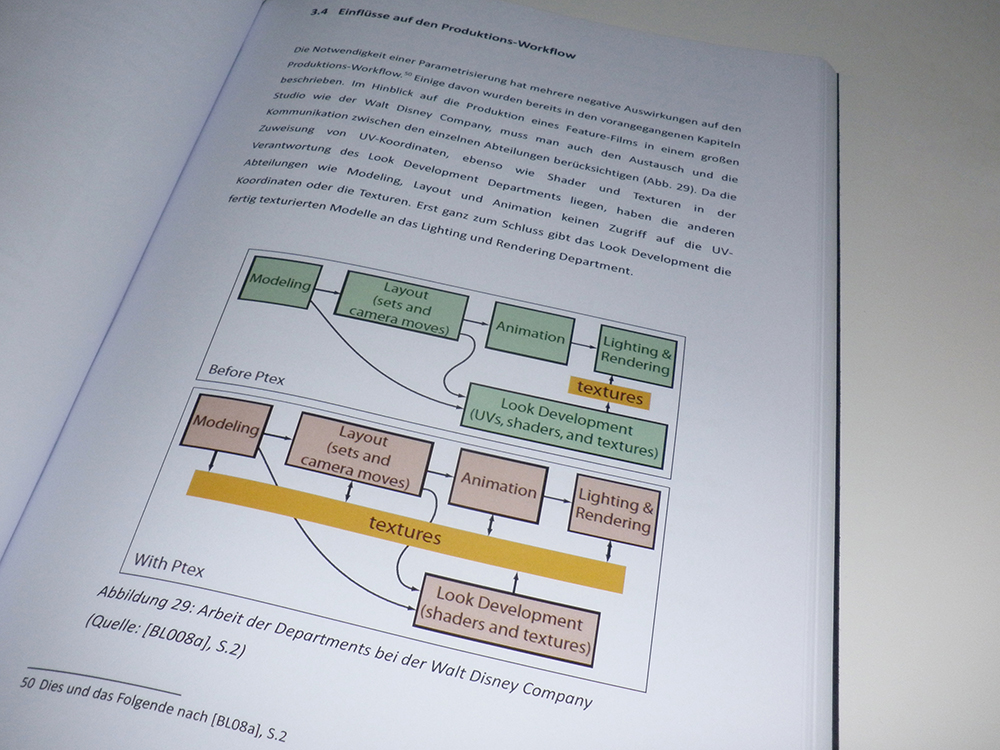 3.4 Einflüsse auf den Produktions-Workflow
Die Notwendigkeit einer Parametrisierung hat mehrere negative Auswirkungen auf den
Produktions-Workflow.50 Einige davon wurden bereits in den vorangegangenen Kapiteln
beschrieben. Im Hinblick auf die Produktion eines Feature-Films in einem großen
Studio wie der Walt Disney Company, muss man auch den Austausch und die
Kommunikation zwischen den einzelnen Abteilungen berücksichtigen (Abb. 29). Da die
Zuweisung von UV-Koordinaten, ebenso wie Shader und Texturen in der
Verantwortung des Look Development Departments liegen, haben die anderen
Abteilungen wie Modeling, Layout und Animation keinen Zugriff auf die UV-
Koordinaten oder die Texturen. Erst ganz zum Schluss gibt das Look Development die
fertig texturierten Modelle an das Lighting und Rendering Department.
Modeling
Layout
(sets and
camera moves)
Animation
Lighting &
Rendering
textures
Look Development
(UVs, shaders, and textures)
Before Ptex
Modeling
Layout
(sets and
camera moves)
Animation
Lighting &
Rendering
textures
Look Development
(shaders and textures)
With Ptex
Abbildung 29: Arbeit der Departments bei der Walt Disney Company
(Quelle: [BL008a], S.2)
50 Dies und das Folgende nach [BL08a], S.2